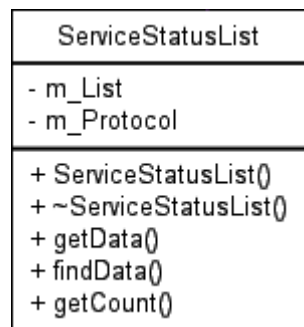 ServiceStatusList
- m_List
- m_Protocol
+ ServiceStatusList()
+ ~ServiceStatusList()
+ getData()
+ findData()
+ getCount()